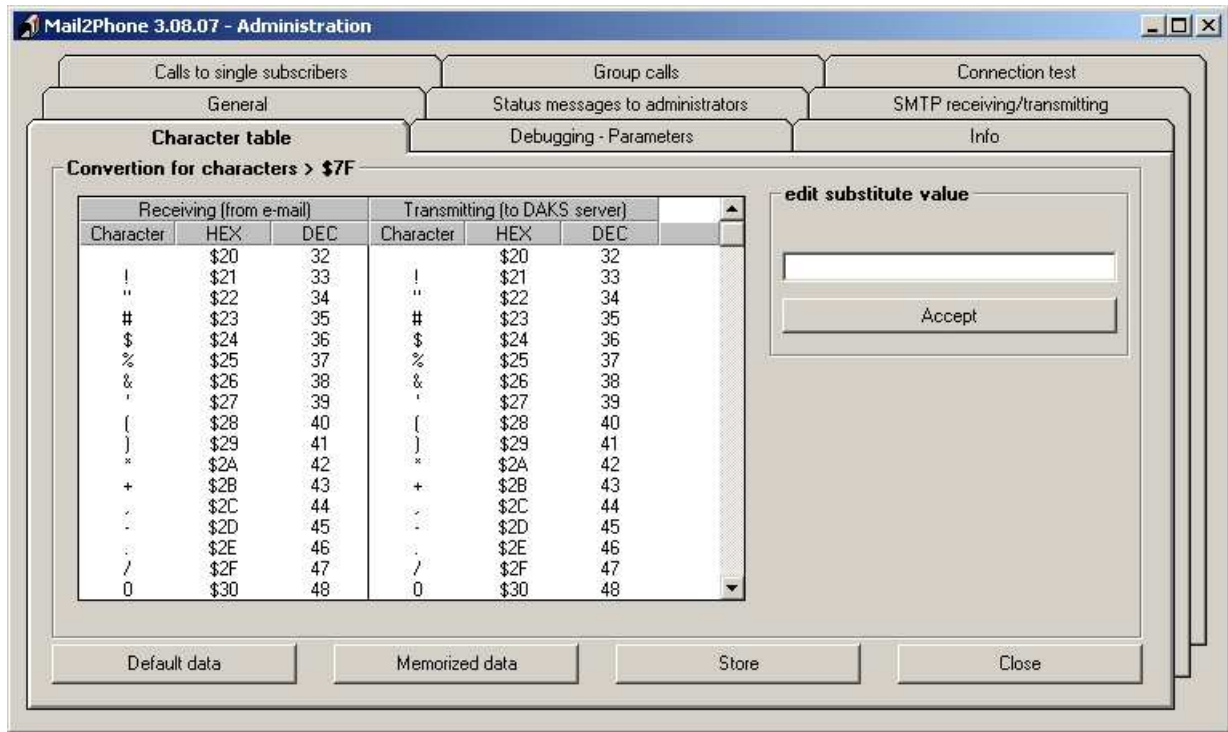 Mail2Phone 3.08.07 - Administration
Calls to single subscribers Group calls Connection test
General Status messages to administrators SMTP receiving/transmitting
Character table Debugging - Parameters Info
Convertion for characters > $7F
edit substitute value
Receiving (from e-mail) Transmitting (to DAKS server)
Character HEX DEC Character HEX DEC
$20 32 $20 32
! $21 33 ! $21 33
" $22 34 " $22 34
# $23 35 # $23 35
$ $24 36 $ $24 36
% $25 37 % $25 37
& $26 38 & $26 38
' $27 39 ' $27 39
( $28 40 ( $28 40
) $29 41 ) $29 41
* $2A 42 * $2A 42
+ $2B 43 + $2B 43
, $2C 44 , $2C 44
- $2D 45 - $2D 45
. $2E 46 . $2E 46
/ $2F 47 / $2F 47
0 $30 48 0 $30 48
Accept
Default data Memorized data Store Close